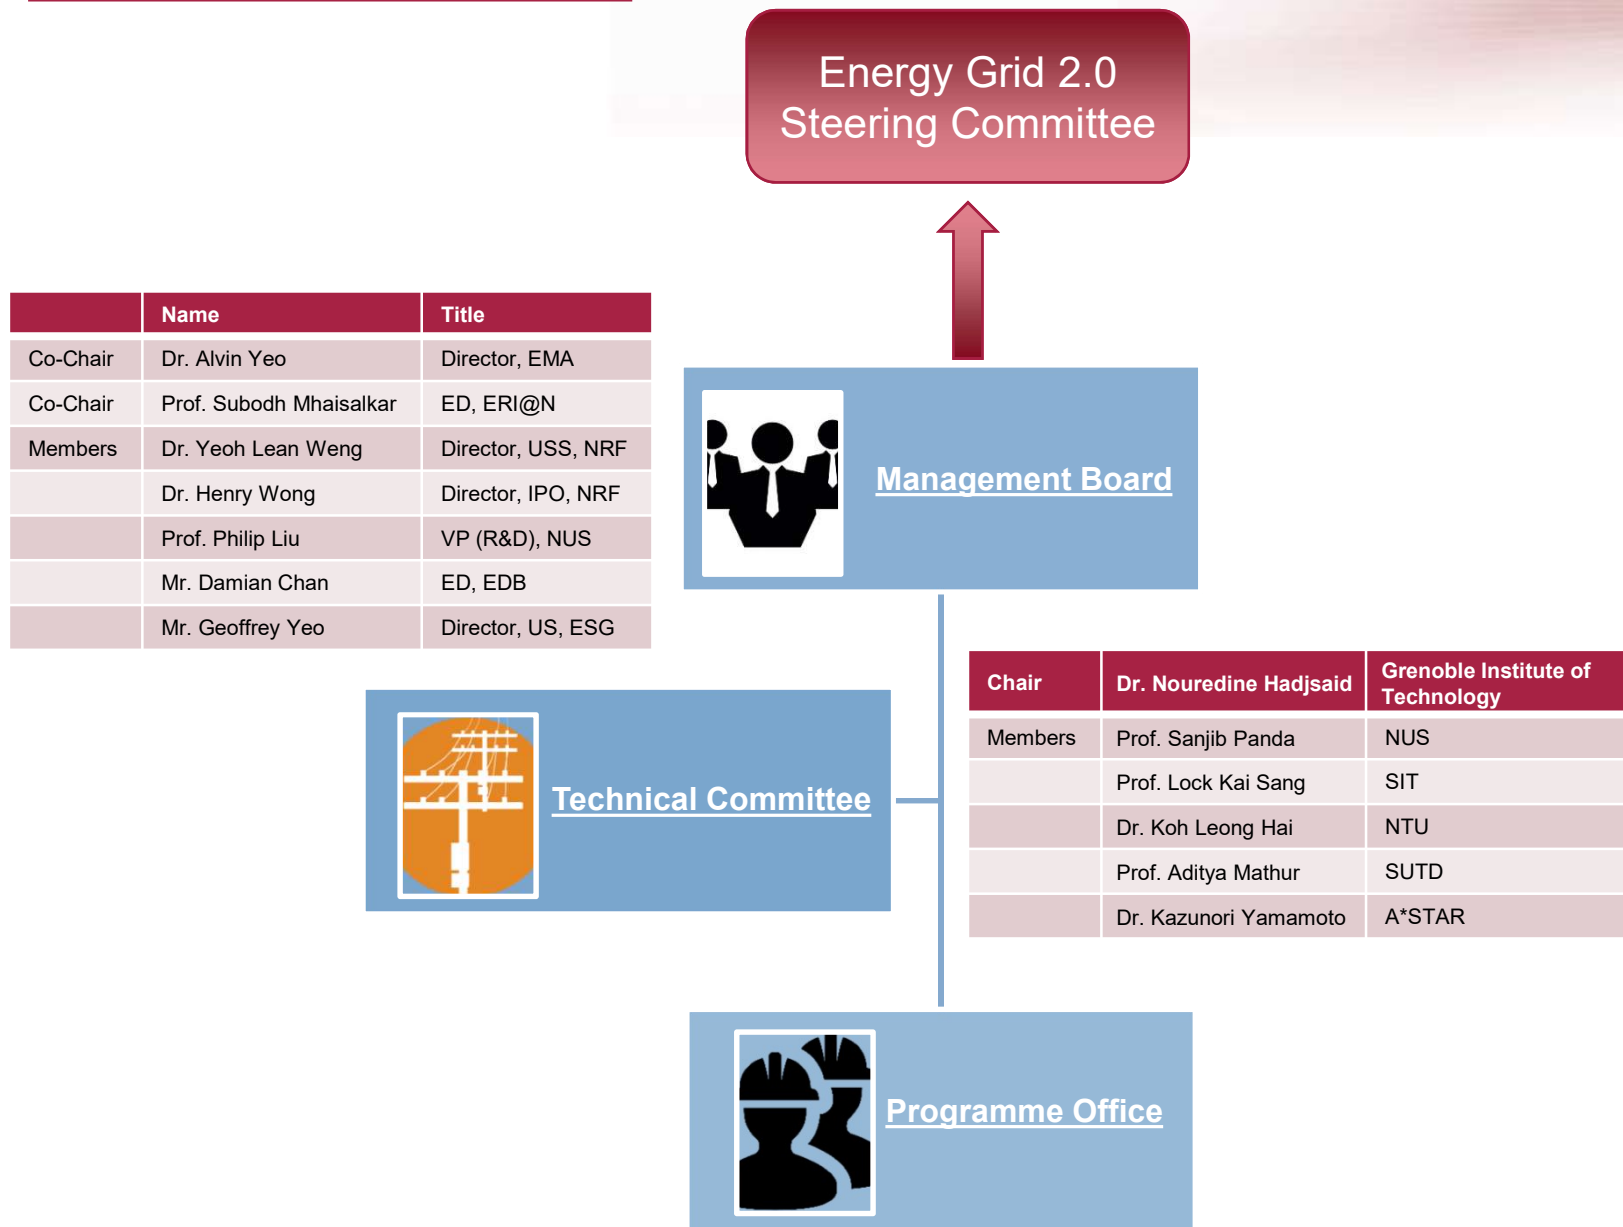 Energy Grid 2.0
Steering Committee
Name Title
Co-Chair Dr. Alvin Yeo Director, EMA
Co-Chair Prof. Subodh Mhaisalkar ED, ERI@N
Members Dr. Yeoh Lean Weng Director, USS, NRF
Dr. Henry Wong Director, IPO, NRF
Prof. Philip Liu VP (R&D), NUS
Mr. Damian Chan ED, EDB
Mr. Geoffrey Yeo Director, US, ESG
Management Board
Chair Dr. Nouredine Hadjsaid Grenoble Institute of
Technology
Members Prof. Sanjib Panda NUS
Prof. Lock Kai Sang SIT
Dr. Koh Leong Hai NTU
Prof. Aditya Mathur SUTD
Dr. Kazunori Yamamoto A*STAR
Technical Committee
Programme Office